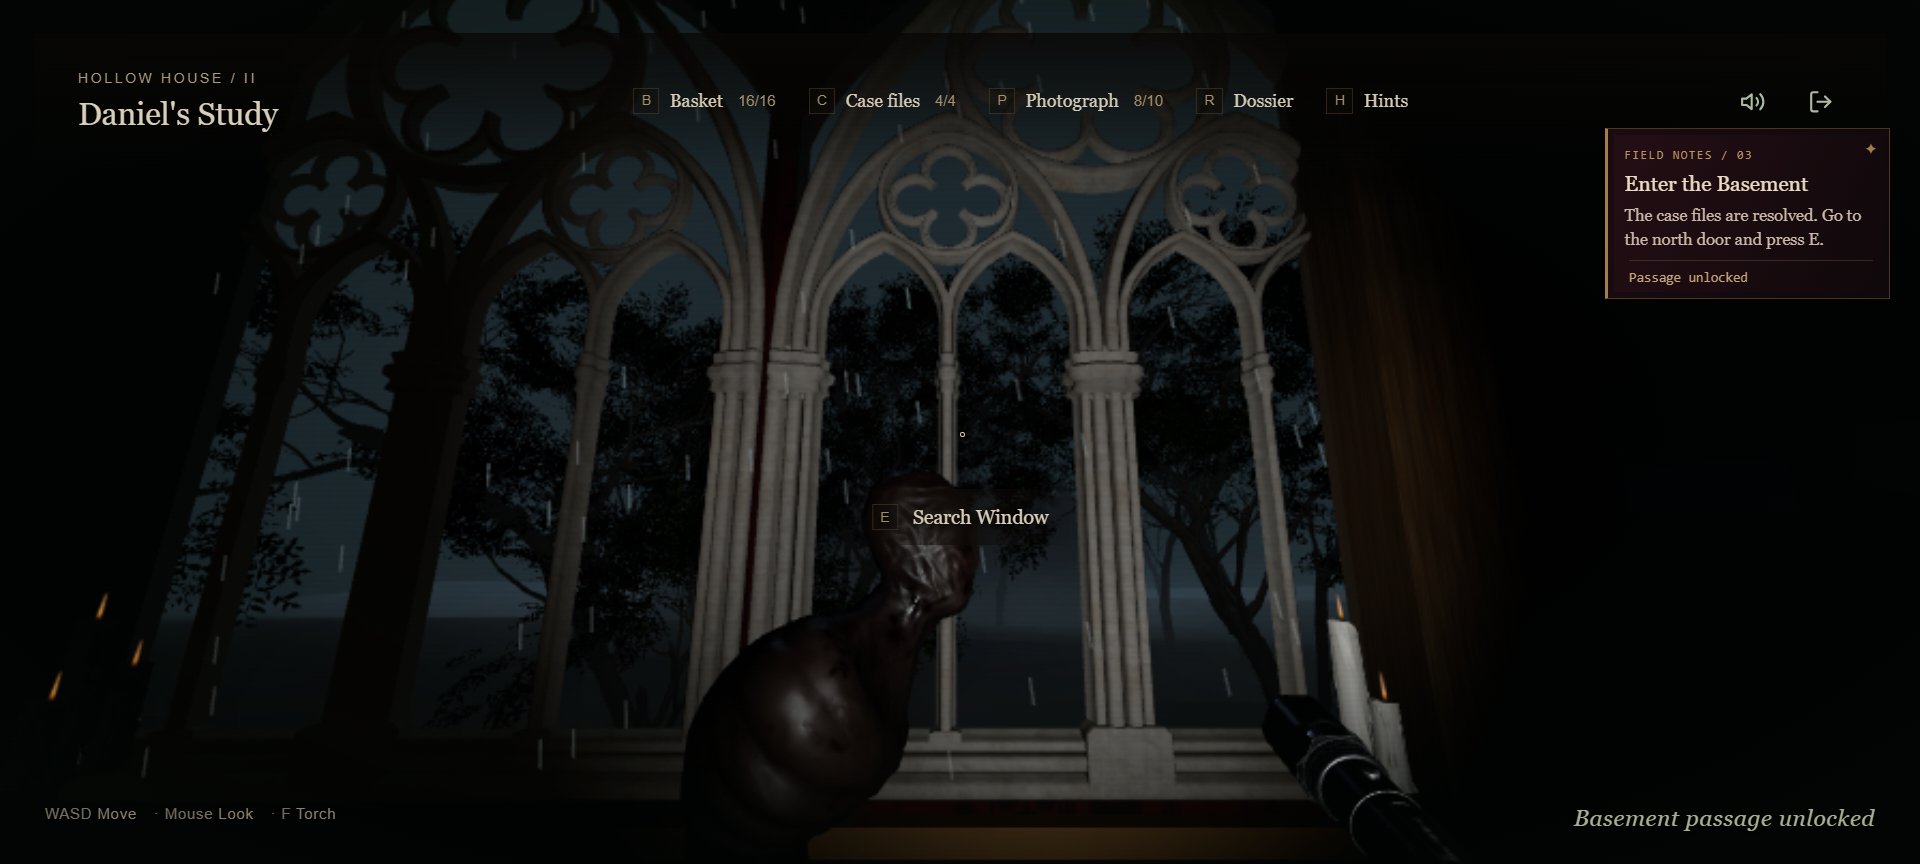 HOLLOW HOUSE / II
Daniel's Study
B Basket 16/16 C Case files 4/4 P Photograph 8/10 R Dossier H Hints
FIELD NOTES / 03
Enter the Basement
The case files are resolved. Go to
the north door and press E.
Passage unlocked
E Search Window
WASD Move · Mouse Look · F Torch
Basement passage unlocked